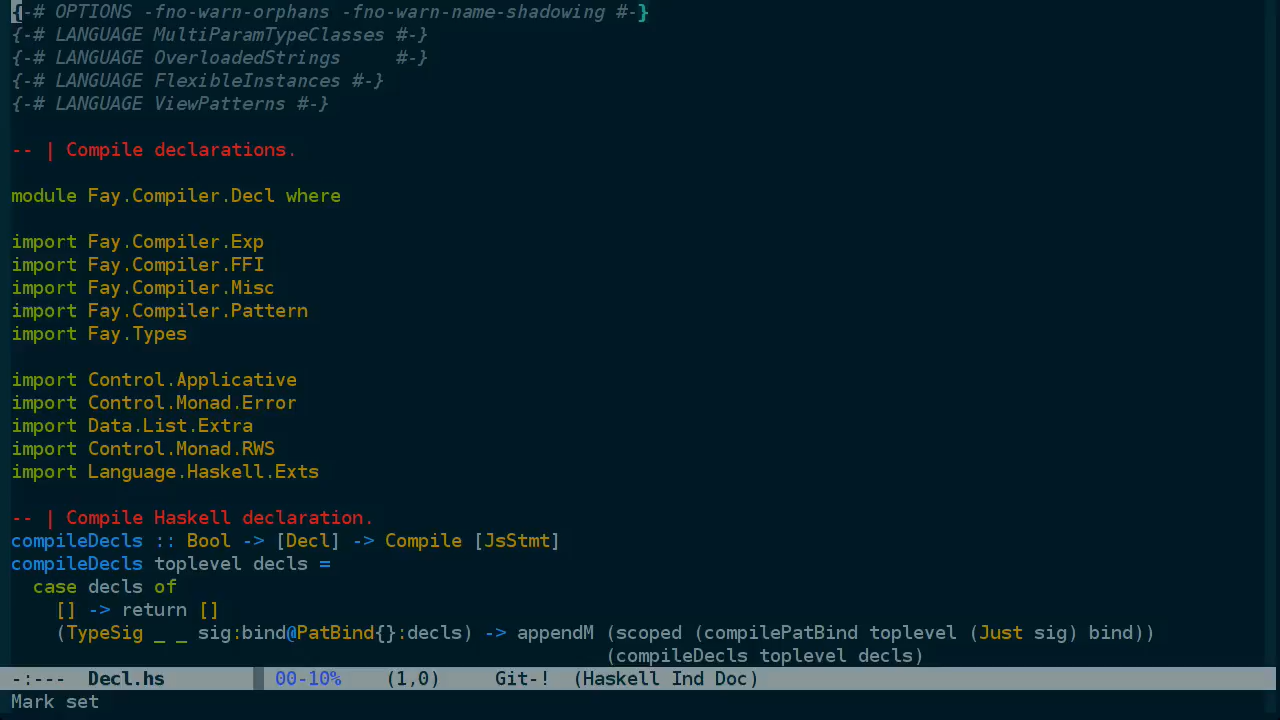 {-# OPTIONS -fno-warn-orphans -fno-warn-name-shadowing #-}
{-# LANGUAGE MultiParamTypeClasses #-}
{-# LANGUAGE OverloadedStrings     #-}
{-# LANGUAGE FlexibleInstances #-}
{-# LANGUAGE ViewPatterns #-}
-- | Compile declarations.
module Fay.Compiler.Decl where
import Fay.Compiler.Exp
import Fay.Compiler.FFI
import Fay.Compiler.Misc
import Fay.Compiler.Pattern
import Fay.Types
import Control.Applicative
import Control.Monad.Error
import Data.List.Extra
import Control.Monad.RWS
import Language.Haskell.Exts
-- | Compile Haskell declaration.
compileDecls :: Bool -> [Decl] -> Compile [JsStmt]
compileDecls toplevel decls =
  case decls of
    [] -> return []
    (TypeSig _ _ sig:bind@PatBind{}:decls) -> appendM (scoped (compilePatBind toplevel (Just sig) bind))
                                                      (compileDecls toplevel decls)
-:---  Decl.hs         00-10%    (1,0)     Git-!  (Haskell Ind Doc)
Mark set